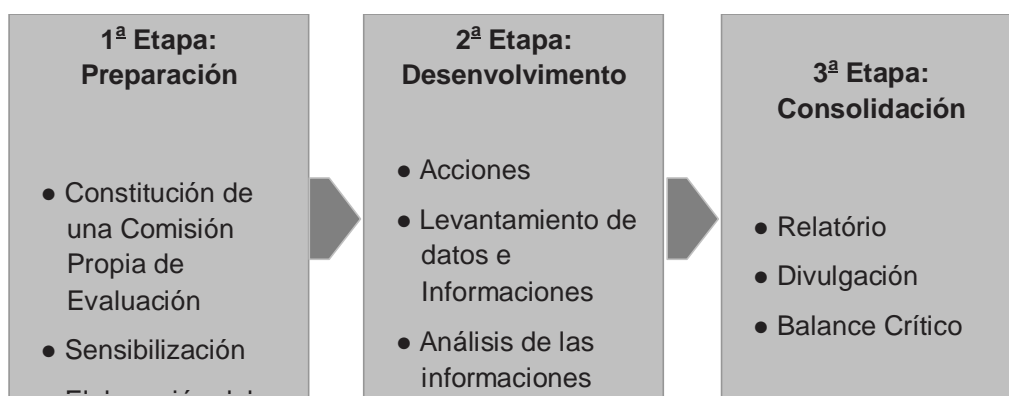 1ª Etapa:
Preparación
● Constitución de
una Comisión
Propia de
Evaluación
● Sensibilización
2ª Etapa:
Desenvolvimento
● Acciones
● Levantamiento de
datos e
Informaciones
● Análisis de las
informaciones
3ª Etapa:
Consolidación
● Relatório
● Divulgación
● Balance Crítico